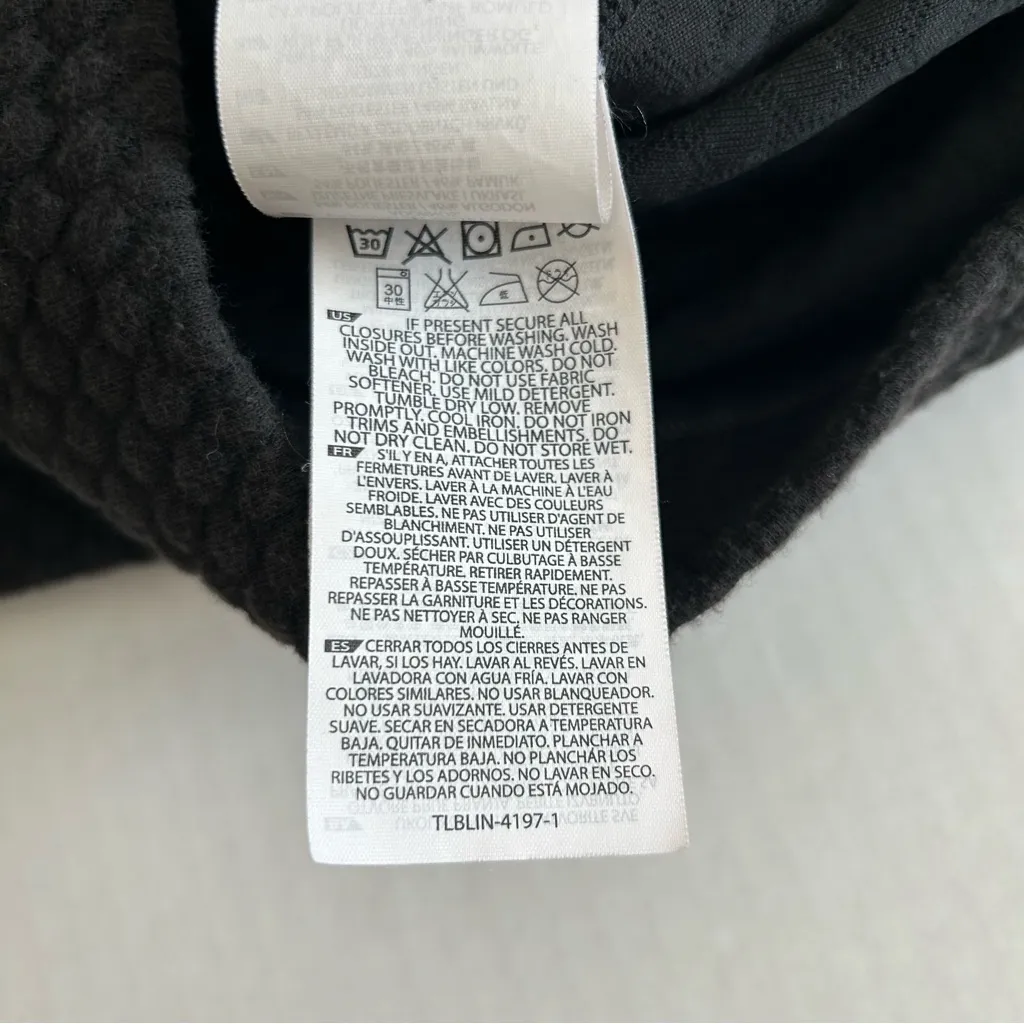 30
30
中性
低
US IF PRESENT SECURE ALL
CLOSURES BEFORE WASHING. WASH
INSIDE OUT. MACHINE WASH COLD.
WASH WITH LIKE COLORS. DO NOT
BLEACH. DO NOT USE FABRIC
SOFTENER. USE MILD DETERGENT.
TUMBLE DRY LOW. REMOVE
PROMPTLY. COOL IRON. DO NOT IRON
TRIMS AND EMBELLISHMENTS. DO
NOT DRY CLEAN. DO NOT STORE WET.
FR S'IL Y EN A, ATTACHER TOUTES LES
FERMETURES AVANT DE LAVER. LAVER À
L'ENVERS. LAVER À LA MACHINE À L'EAU
FROIDE. LAVER AVEC DES COULEURS
SEMBLABLES. NE PAS UTILISER D'AGENT DE
BLANCHIMENT. NE PAS UTILISER
D'ASSOUPLISSANT. UTILISER UN DÉTERGENT
DOUX. SÉCHER PAR CULBUTAGE À BASSE
TEMPÉRATURE. RETIRER RAPIDEMENT.
REPASSER À BASSE TEMPÉRATURE. NE PAS
REPASSER LA GARNITURE ET LES DÉCORATIONS.
NE PAS NETTOYER À SEC. NE PAS RANGER
MOUILLÉ.
ES CERRAR TODOS LOS CIERRES ANTES DE
LAVAR, SI LOS HAY. LAVAR AL REVÉS. LAVAR EN
LAVADORA CON AGUA FRÍA. LAVAR CON
COLORES SIMILARES. NO USAR BLANQUEADOR.
NO USAR SUAVIZANTE. USAR DETERGENTE
SUAVE. SECAR EN SECADORA A TEMPERATURA
BAJA. QUITAR DE INMEDIATO. PLANCHAR A
TEMPERATURA BAJA. NO PLANCHAR LOS
RIBETES Y LOS ADORNOS. NO LAVAR EN SECO.
NO GUARDAR CUANDO ESTÁ MOJADO.
TLBLIN-4197-1